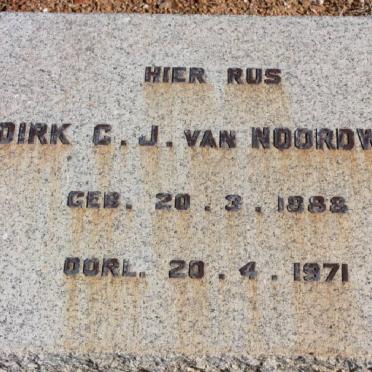 HIER RUS
DIRK C. J. VAN NOORDW
GEB. 20. 3. 1888
OORL. 20. 4. 1971